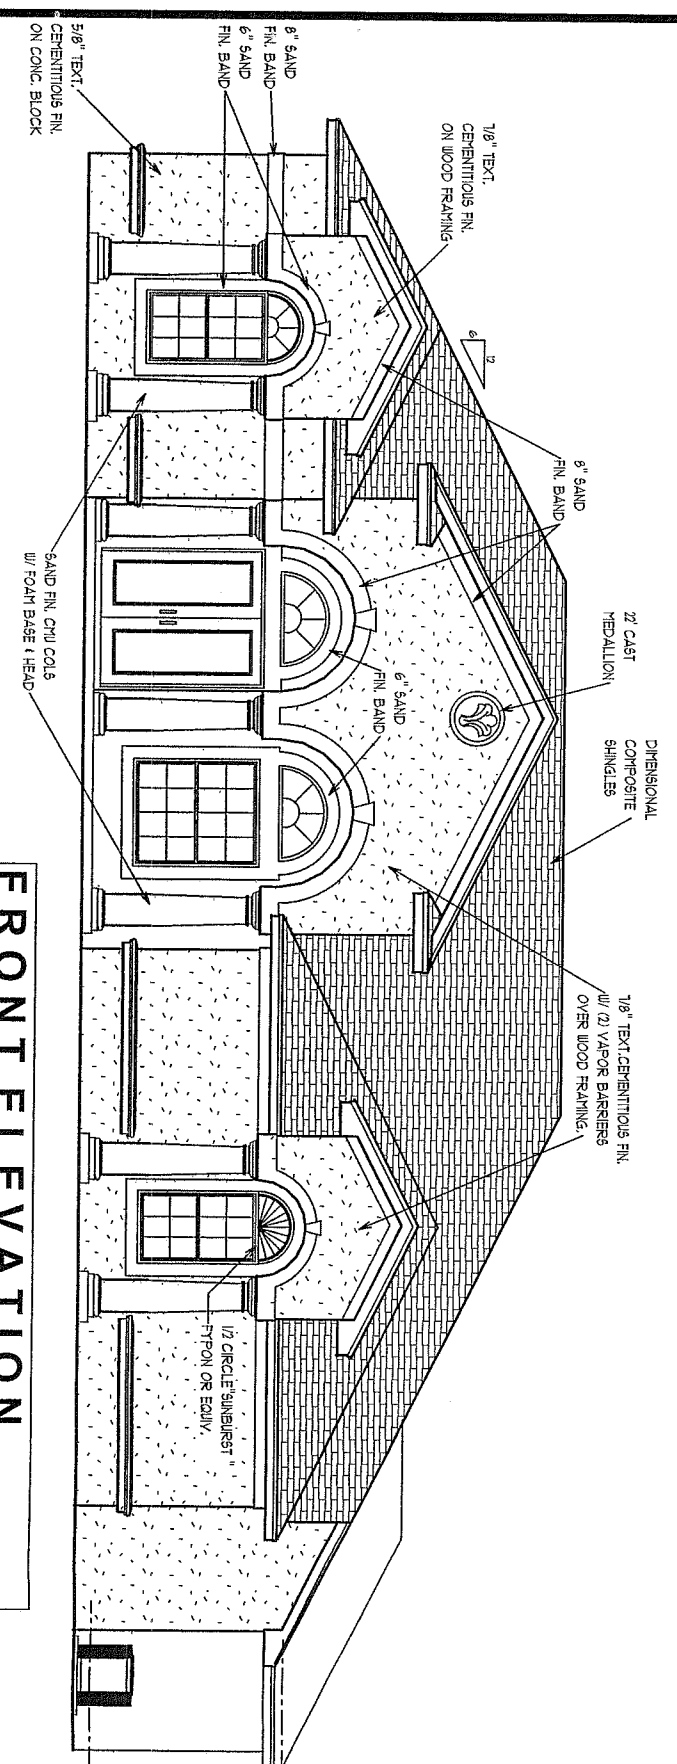 8" SAND
FIN. BAND
6" SAND
FIN. BAND
5/8" TEXT.
CEMENTITIOUS FIN.
ON CONC. BLOCK
7/8" TEXT.
CEMENTITIOUS FIN.
ON WOOD FRAMING
12
6
8" SAND
FIN. BAND
22" CAST
MEDALLION
DIMENSIONAL
COMPOSITE
SHINGLES
6" SAND
FIN. BAND
SAND FIN. CMU COLS
W/ FOAM BASE & HEAD
7/8" TEXT.CEMENTITIOUS FIN.
W/ (2) VAPOR BARRIERS
OVER WOOD FRAMING.
1/2 CIRCLE "SUNBURST"
FYPON OR EQUIV.
FRONT ELEVATION